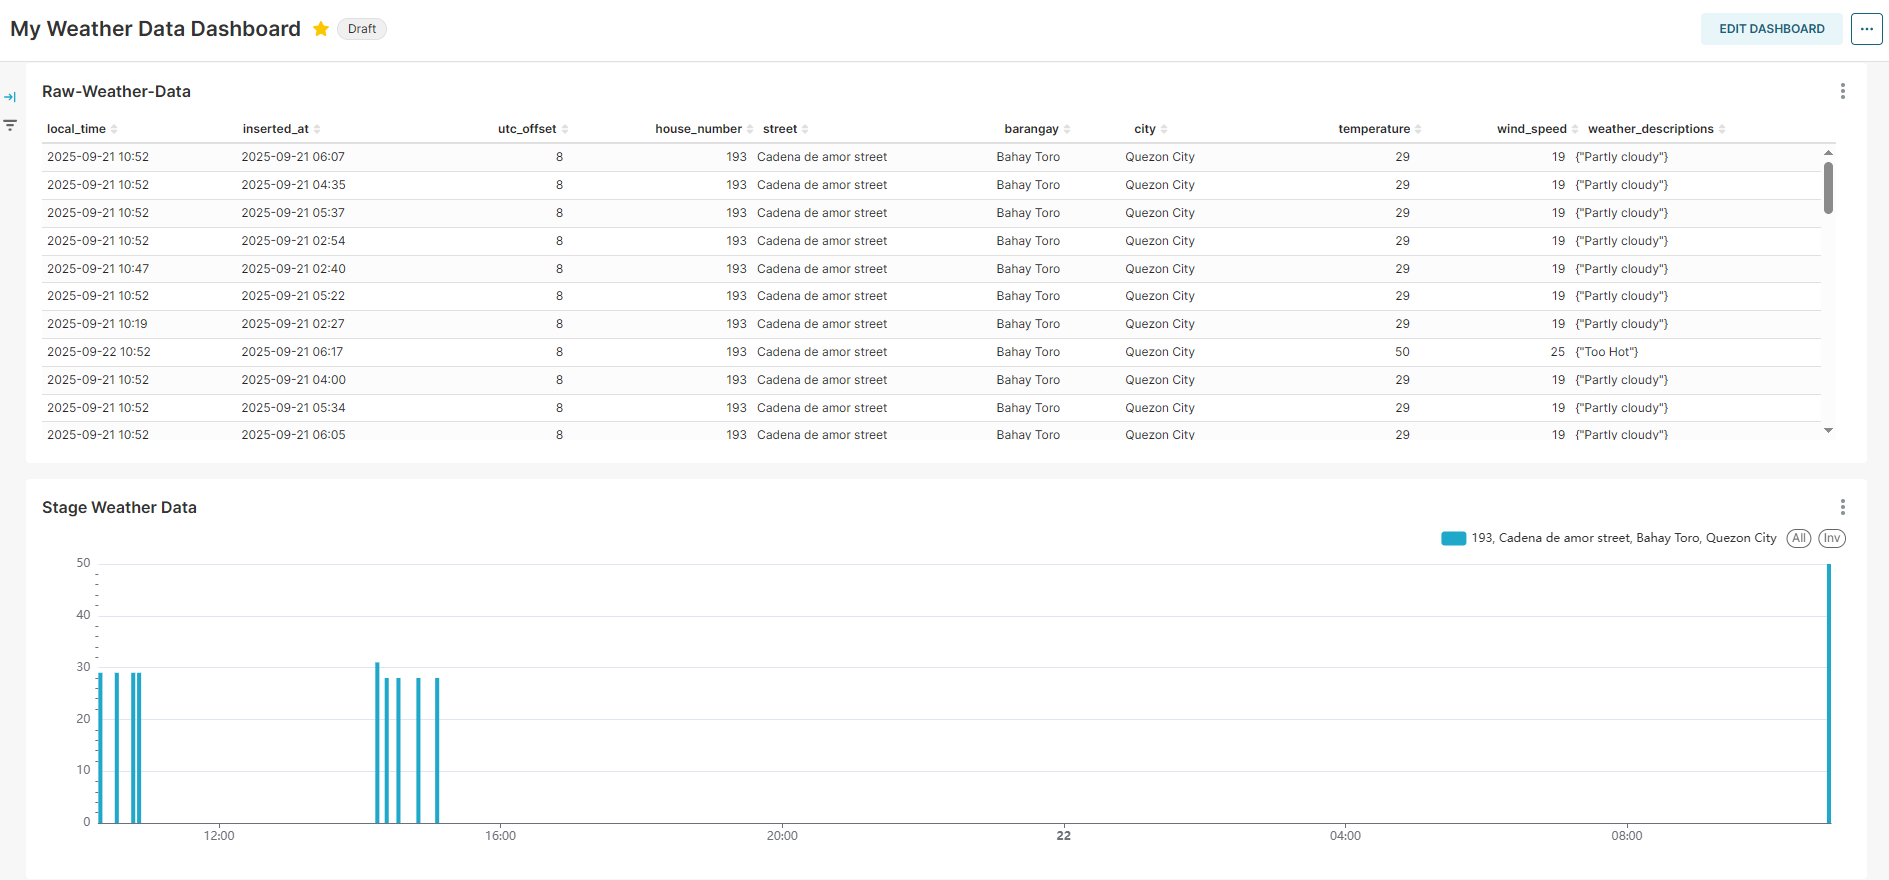 My Weather Data Dashboard Draft EDIT DASHBOARD ...
Raw-Weather-Data
local_time inserted_at utc_offset house_number street barangay city temperature wind_speed weather_descriptions
2025-09-21 10:52 2025-09-21 06:07 8 193 Cadena de amor street Bahay Toro Quezon City 29 19 {"Partly cloudy"}
2025-09-21 10:52 2025-09-21 04:35 8 193 Cadena de amor street Bahay Toro Quezon City 29 19 {"Partly cloudy"}
2025-09-21 10:52 2025-09-21 05:37 8 193 Cadena de amor street Bahay Toro Quezon City 29 19 {"Partly cloudy"}
2025-09-21 10:52 2025-09-21 02:54 8 193 Cadena de amor street Bahay Toro Quezon City 29 19 {"Partly cloudy"}
2025-09-21 10:47 2025-09-21 02:40 8 193 Cadena de amor street Bahay Toro Quezon City 29 19 {"Partly cloudy"}
2025-09-21 10:52 2025-09-21 05:22 8 193 Cadena de amor street Bahay Toro Quezon City 29 19 {"Partly cloudy"}
2025-09-21 10:19 2025-09-21 02:27 8 193 Cadena de amor street Bahay Toro Quezon City 29 19 {"Partly cloudy"}
2025-09-22 10:52 2025-09-21 06:17 8 193 Cadena de amor street Bahay Toro Quezon City 50 25 {"Too Hot"}
2025-09-21 10:52 2025-09-21 04:00 8 193 Cadena de amor street Bahay Toro Quezon City 29 19 {"Partly cloudy"}
2025-09-21 10:52 2025-09-21 05:34 8 193 Cadena de amor street Bahay Toro Quezon City 29 19 {"Partly cloudy"}
2025-09-21 10:52 2025-09-21 06:05 8 193 Cadena de amor street Bahay Toro Quezon City 29 19 {"Partly cloudy"}
Stage Weather Data
193, Cadena de amor street, Bahay Toro, Quezon City All Inv
50
40
30
20
10
0
12:00 16:00 20:00 22 04:00 08:00